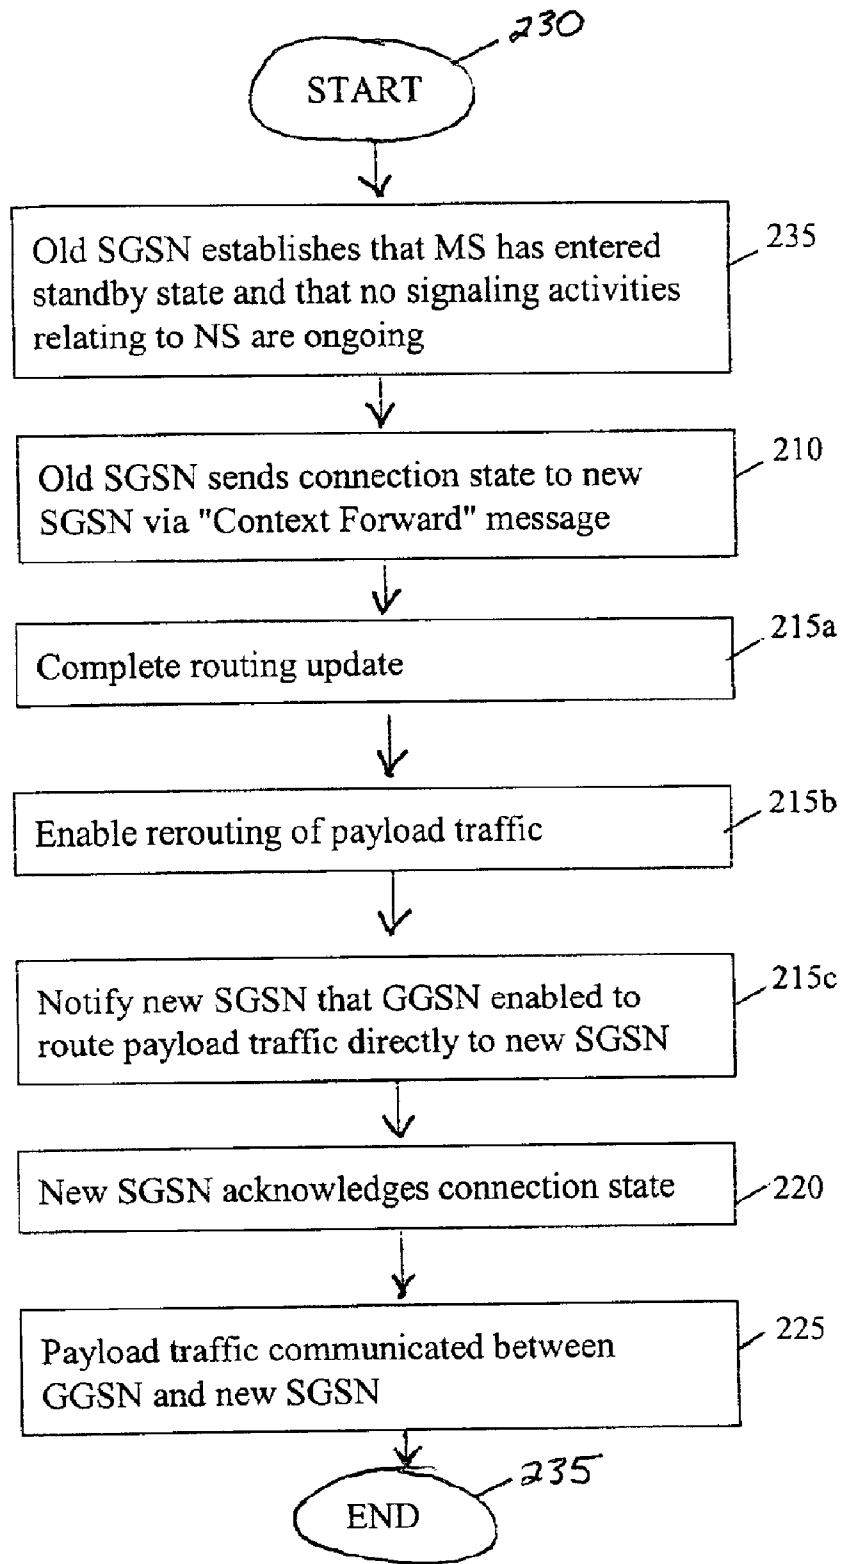 230
START
Old SGSN establishes that MS has entered
235
standby state and that no signaling activities
relating to NS are ongoing
210
Old SGSN sends connection state to new
SGSN via "Context Forward" message
215a
Complete routing update
215b
Enable rerouting of payload traffic
215c
Notify new SGSN that GGSN enabled to
route payload traffic directly to new SGSN
New SGSN acknowledges connection state
220
225
Payload traffic communicated between
GGSN and new SGSN
235
END